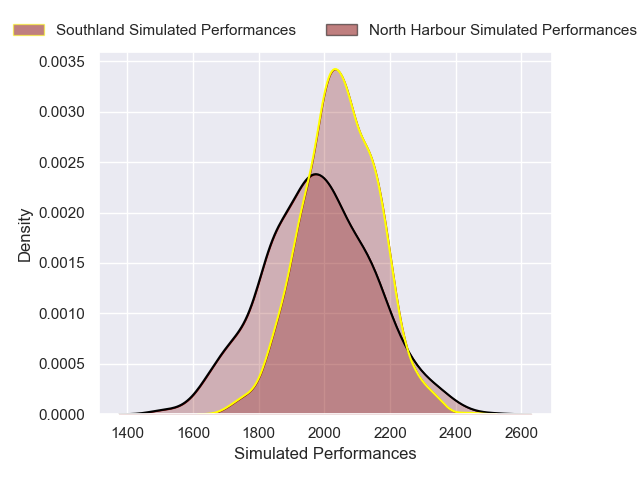 Southland Simulated Performances North Harbour Simulated Performances
0.0035
0.0030
0.0025
0.0020
0.0015
0.0010
0.0005
0.0000
Density
1400 1600 1800 2000 2200 2400 2600
Simulated Performances